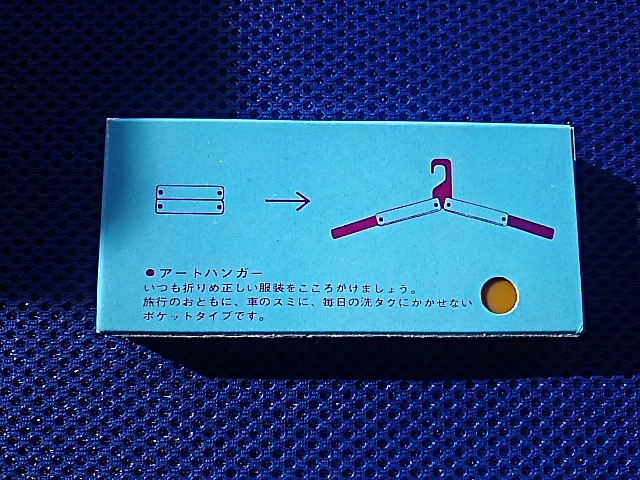 ●アートハンガー
いつも折りめ正しい服装をこころがけましょう。
旅行のおともに、車のスミに、毎日の洗タクにかかせない
ポケットタイプです。